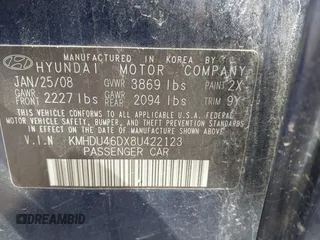 MANUFACTURED IN KOREA BY
HYUNDAI MOTOR COMPANY
JAN/25/08 GVWR 3869 lbs PAINT 2X
GAWR FRONT 2227 lbs GAWR REAR 2094 lbs TRIM 9Y
THIS VEHICLE CONFORMS TO ALL APPLICABLE U.S. FEDERAL MOTOR
VEHICLE SAFETY, BUMPER, AND THEFT PREVENTION STANDARDS IN
EFFECT ON THE DATE OF MANUFACTURE SHOWN ABOVE.
V.I.N KMHDU46DX8U422123
PASSENGER CAR
DREAMBID